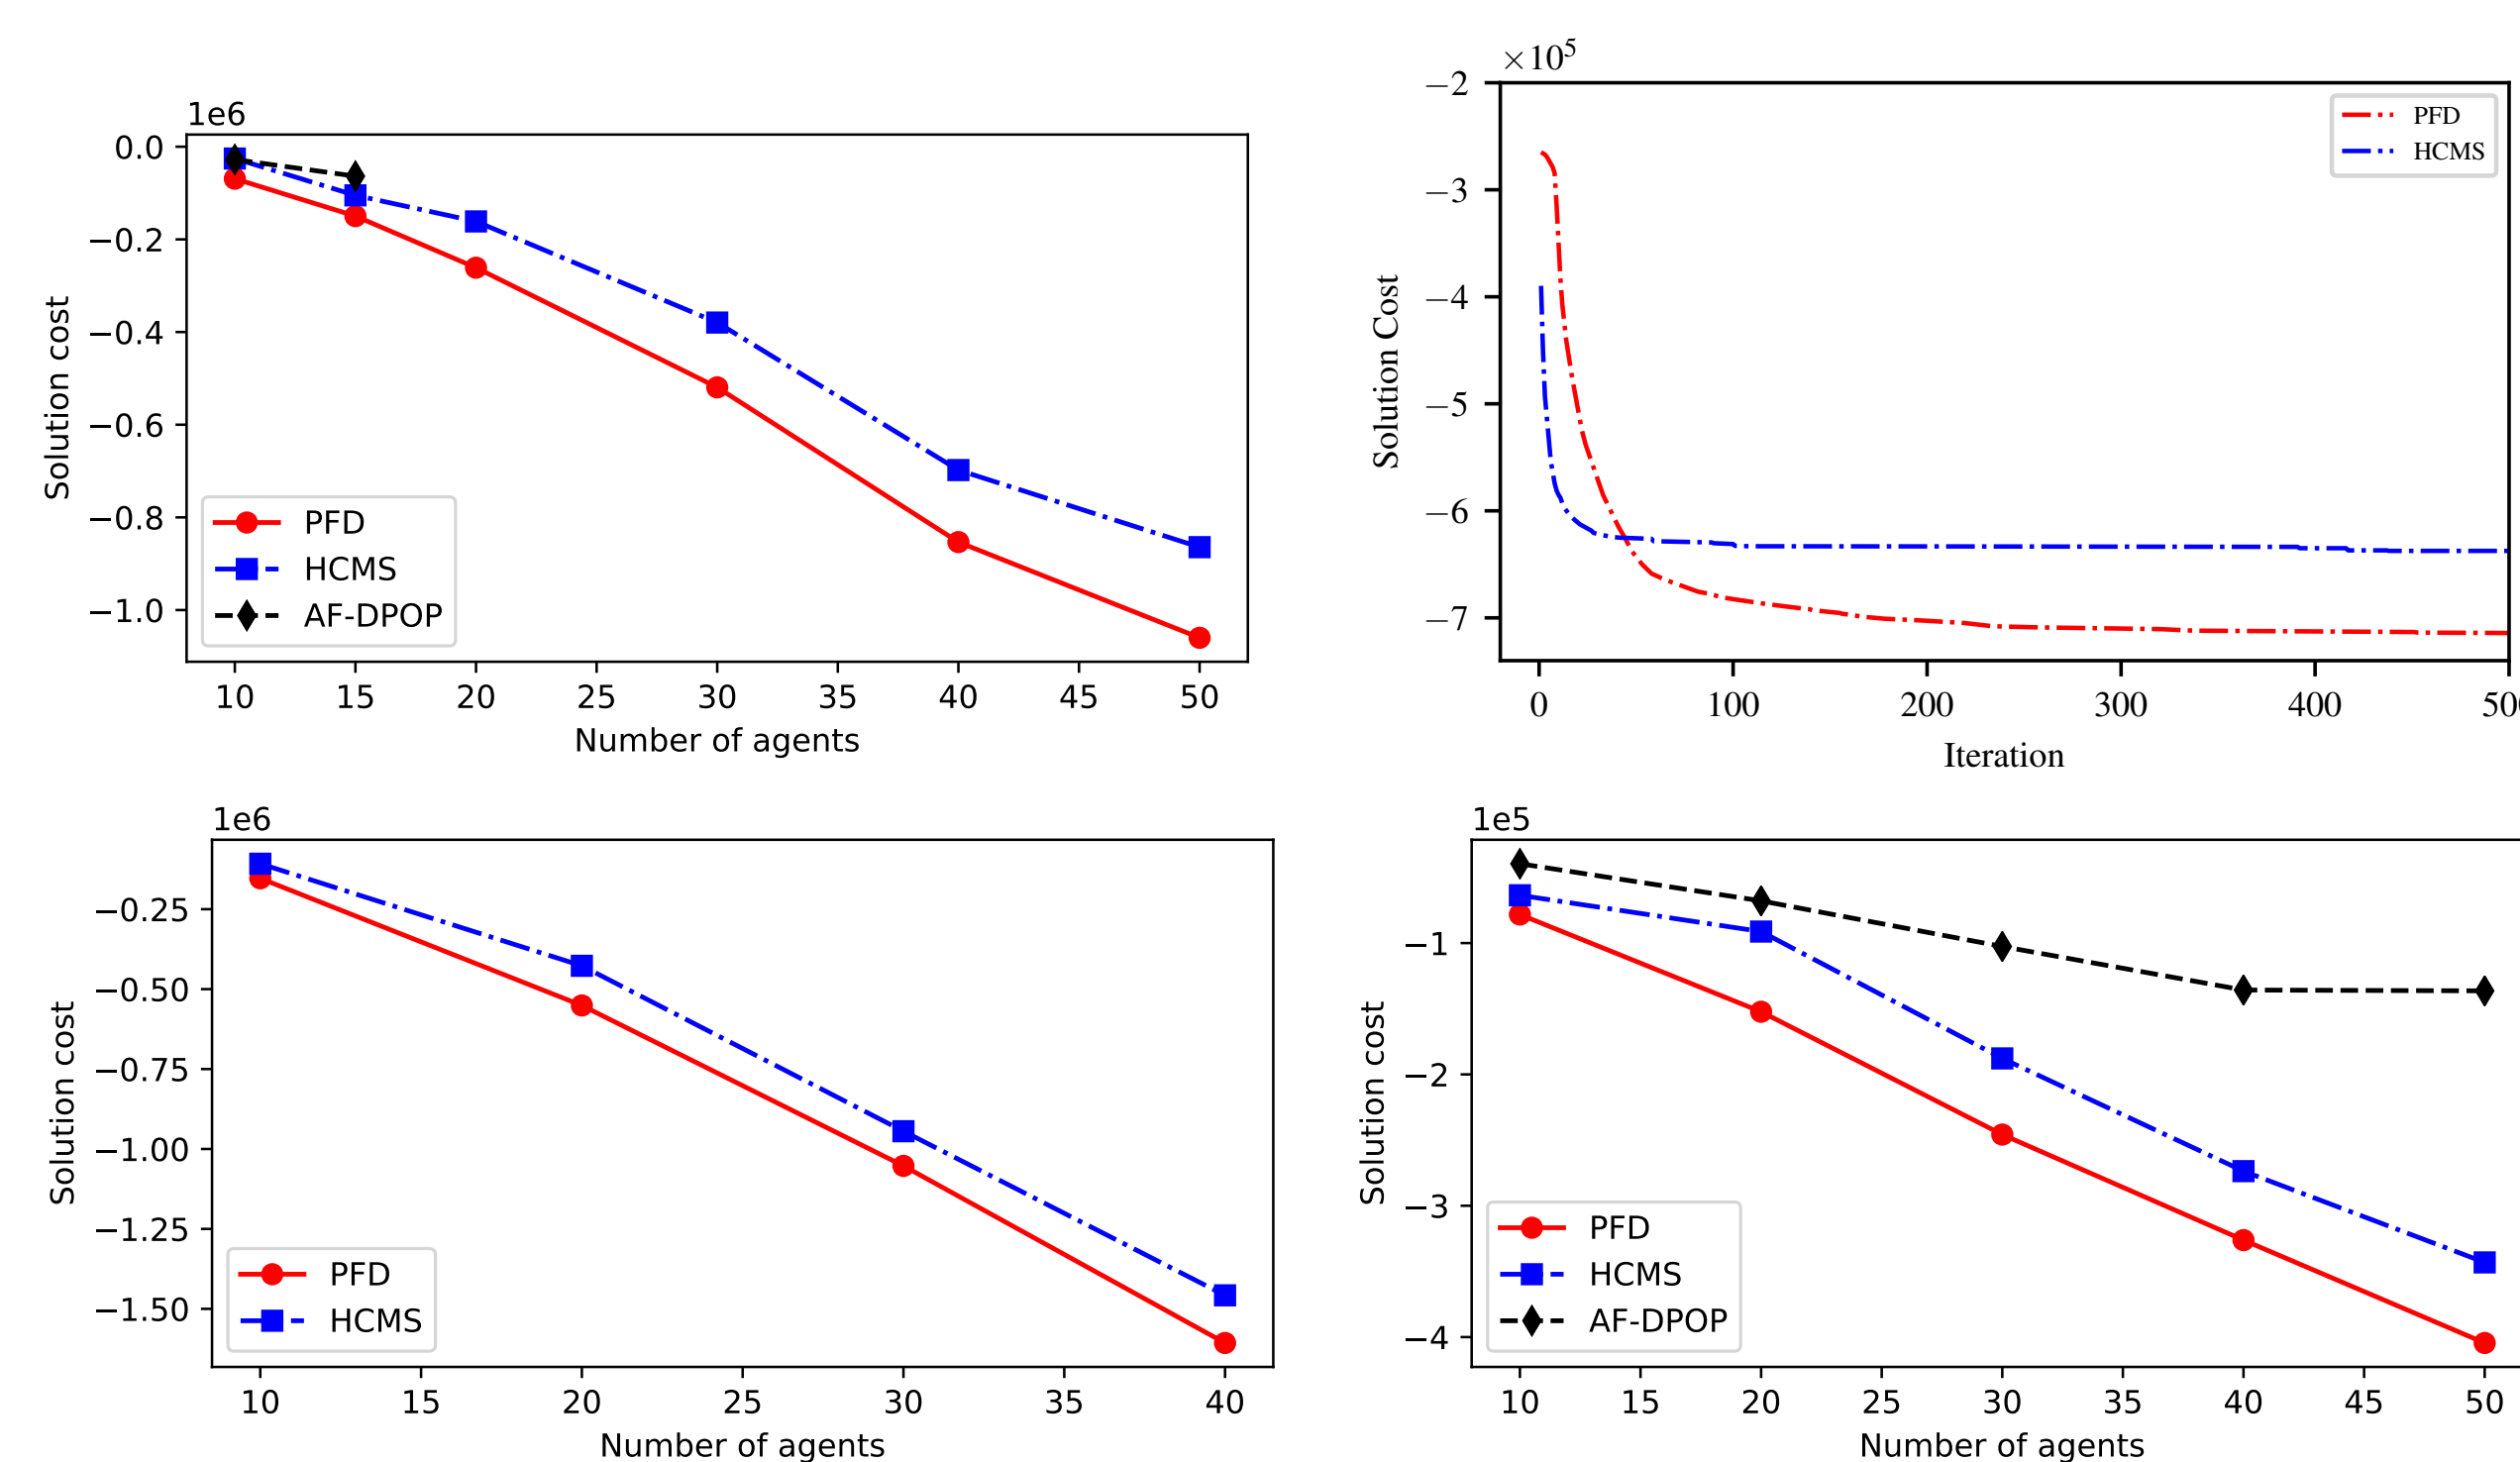 1e6
0.0
−0.2
−0.4
−0.6
−0.8
−1.0
Solution cost
PFD
HCMS
AF-DPOP
10 15 20 25 30 35 40 45 50
Number of agents
×10⁵
−2
−3
−4
−5
−6
−7
Solution Cost
PFD
HCMS
0 100 200 300 400 50
Iteration
1e6
−0.25
−0.50
−0.75
−1.00
−1.25
−1.50
Solution cost
PFD
HCMS
10 15 20 25 30 35 40
Number of agents
1e5
−1
−2
−3
−4
Solution cost
PFD
HCMS
AF-DPOP
10 15 20 25 30 35 40 45 50
Number of agents